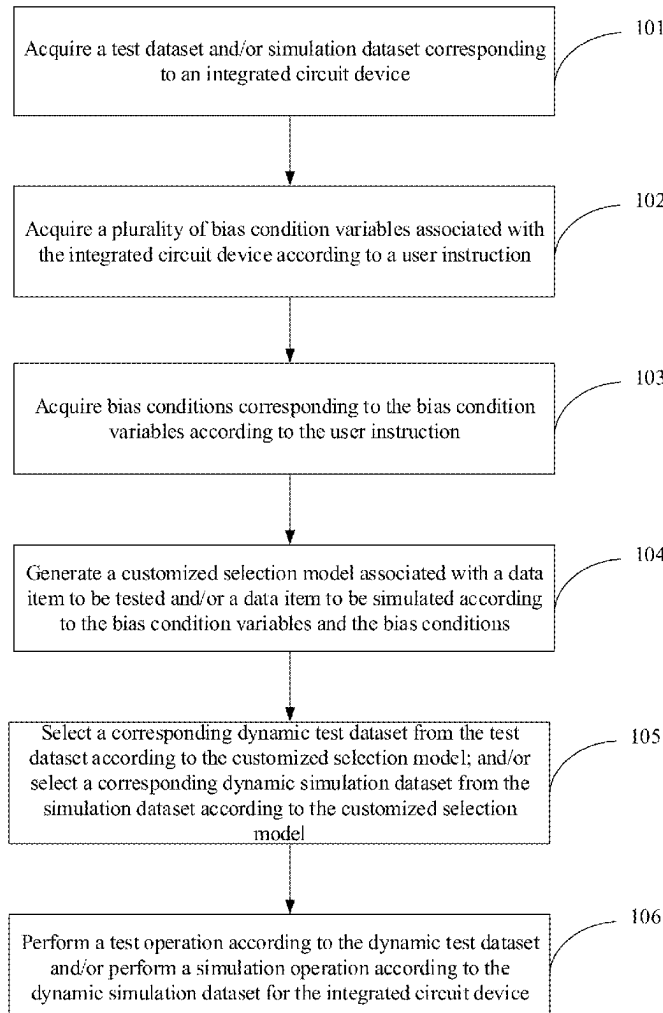 Acquire a test dataset and/or simulation dataset corresponding
to an integrated circuit device
101
Acquire a plurality of bias condition variables associated with
the integrated circuit device according to a user instruction
102
Acquire bias conditions corresponding to the bias condition
variables according to the user instruction
103
Generate a customized selection model associated with a data
item to be tested and/or a data item to be simulated according
to the bias condition variables and the bias conditions
104
Select a corresponding dynamic test dataset from the test
dataset according to the customized selection model; and/or
select a corresponding dynamic simulation dataset from the
simulation dataset according to the customized selection
model
105
Perform a test operation according to the dynamic test dataset
and/or perform a simulation operation according to the
dynamic simulation dataset for the integrated circuit device
106